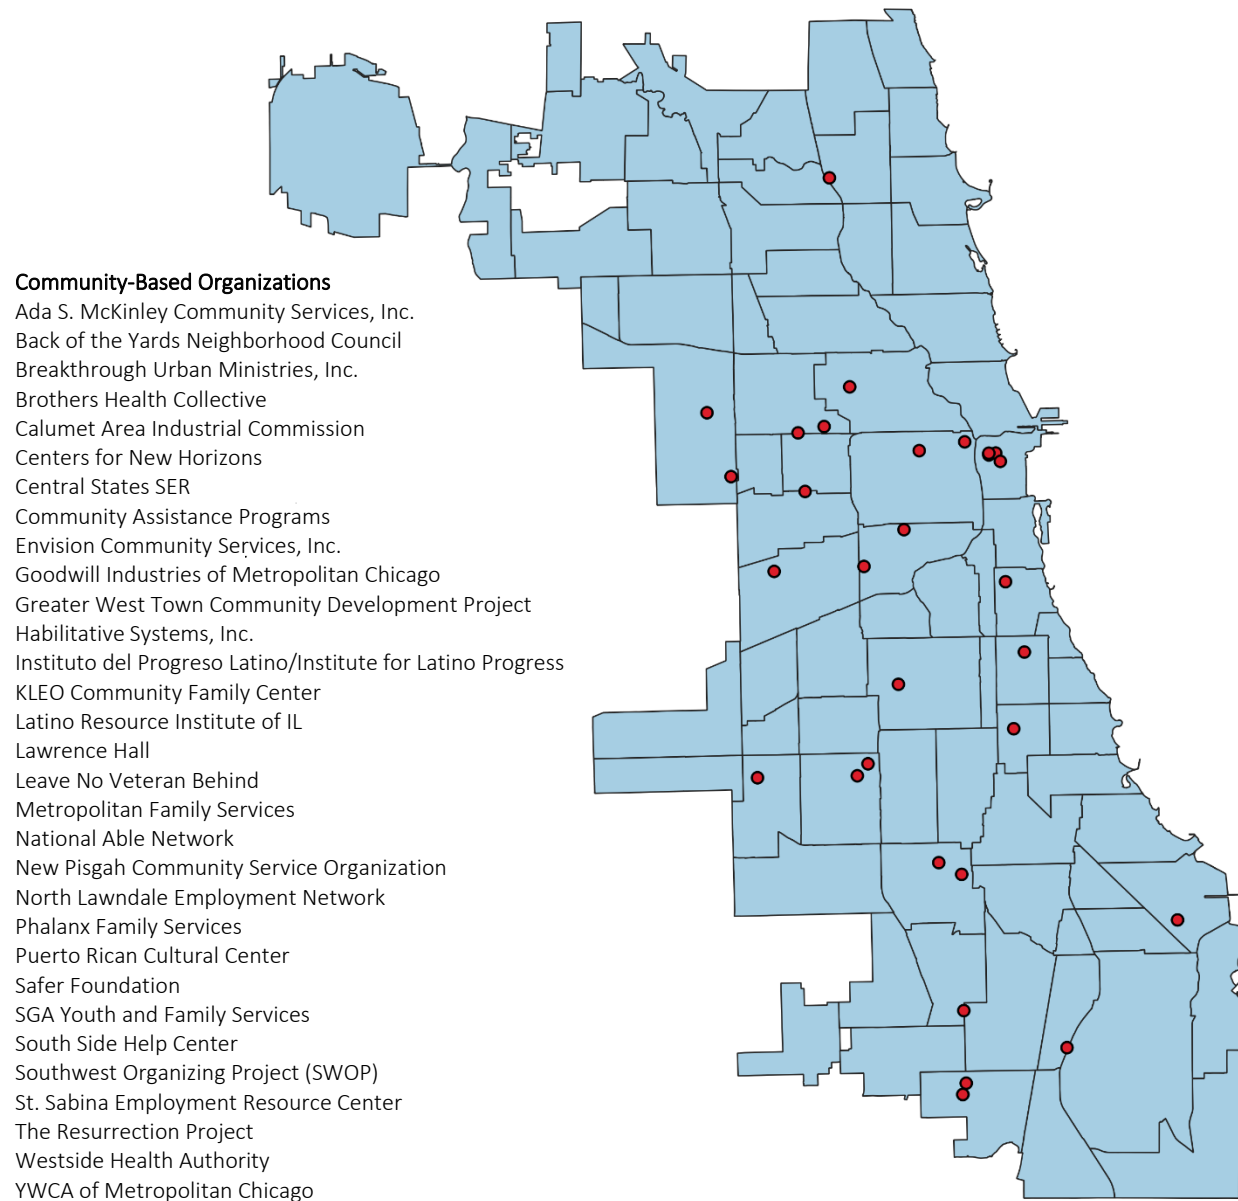 Community-Based Organizations
Ada S. McKinley Community Services, Inc.
Back of the Yards Neighborhood Council
Breakthrough Urban Ministries, Inc.
Brothers Health Collective
Calumet Area Industrial Commission
Centers for New Horizons
Central States SER
Community Assistance Programs
Envision Community Services, Inc.
Goodwill Industries of Metropolitan Chicago
Greater West Town Community Development Project
Habilitative Systems, Inc.
Instituto del Progreso Latino/Institute for Latino Progress
KLEO Community Family Center
Latino Resource Institute of IL
Lawrence Hall
Leave No Veteran Behind
Metropolitan Family Services
National Able Network
New Pisgah Community Service Organization
North Lawndale Employment Network
Phalanx Family Services
Puerto Rican Cultural Center
Safer Foundation
SGA Youth and Family Services
South Side Help Center
Southwest Organizing Project (SWOP)
St. Sabina Employment Resource Center
The Resurrection Project
Westside Health Authority
YWCA of Metropolitan Chicago